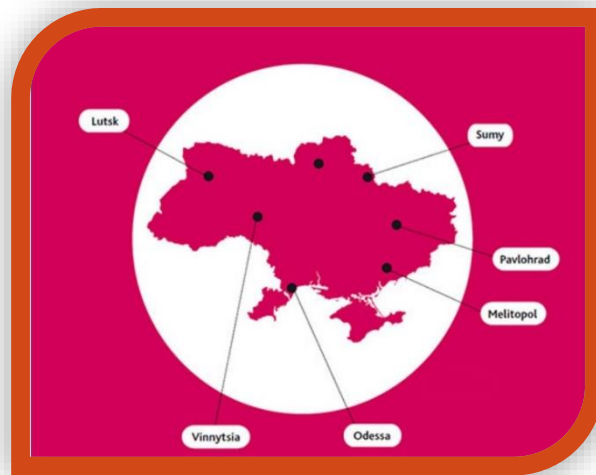 Lutsk
Sumy
Pavlohrad
Melitopol
Vinnytsia
Odessa